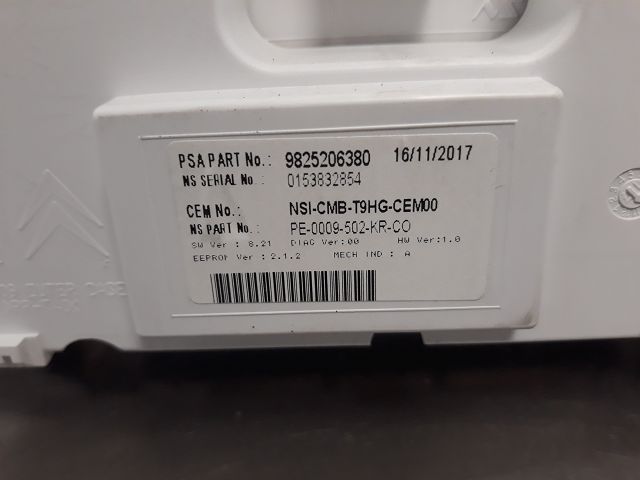 PSA PART No.: 9825206380 16/11/2017
NS SERIAL No.: 0153832854
CEM No.: NSI-CMB-T9HG-CEM00
NS PART No.: PE-0009-502-KR-CO
SW Ver : 8.21 DIAG Ver:00 HW Ver:1.0
EEPROM Ver : 2.1.2 MECH IND : A
OUTER CASE